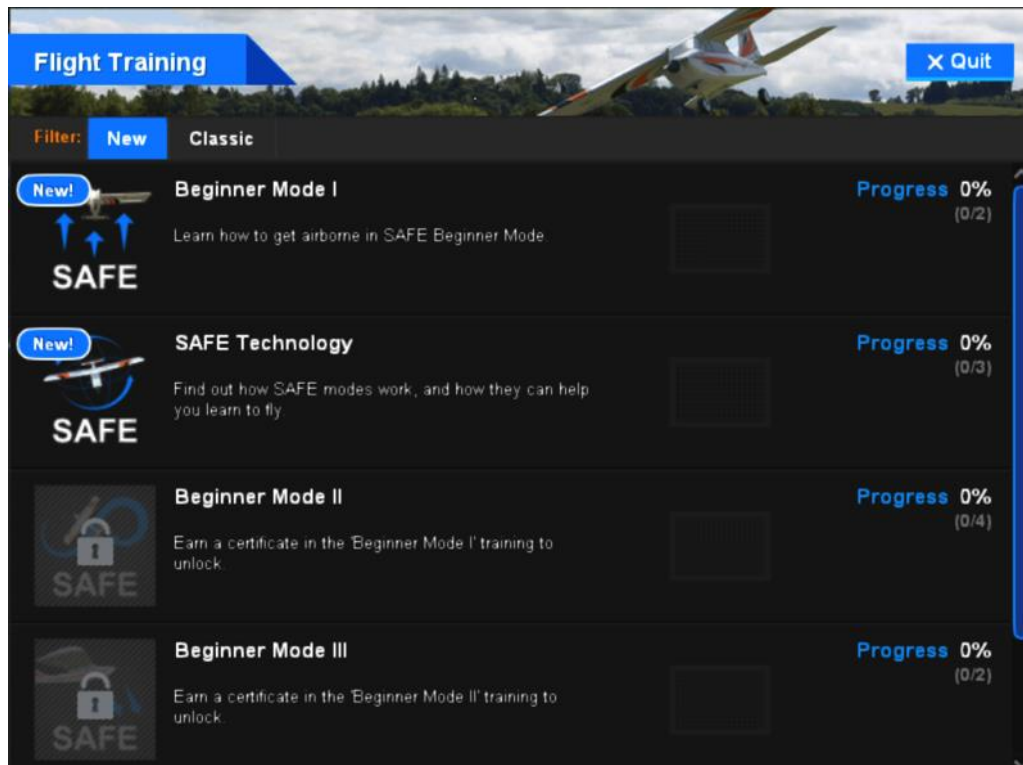 Flight Training
X Quit
Filter: New Classic
New!
Beginner Mode I
Progress 0%
(0/2)
Learn how to get airborne in SAFE Beginner Mode.
SAFE
New!
SAFE Technology
Progress 0%
(0/3)
Find out how SAFE modes work, and how they can help
you learn to fly
SAFE
Beginner Mode II
Progress 0%
(0/4)
Earn a certificate in the 'Beginner Mode I' training to
unlock.
SAFE
Beginner Mode III
Progress 0%
(0/2)
Earn a certificate in the 'Beginner Mode II' training to
unlock.
SAFE